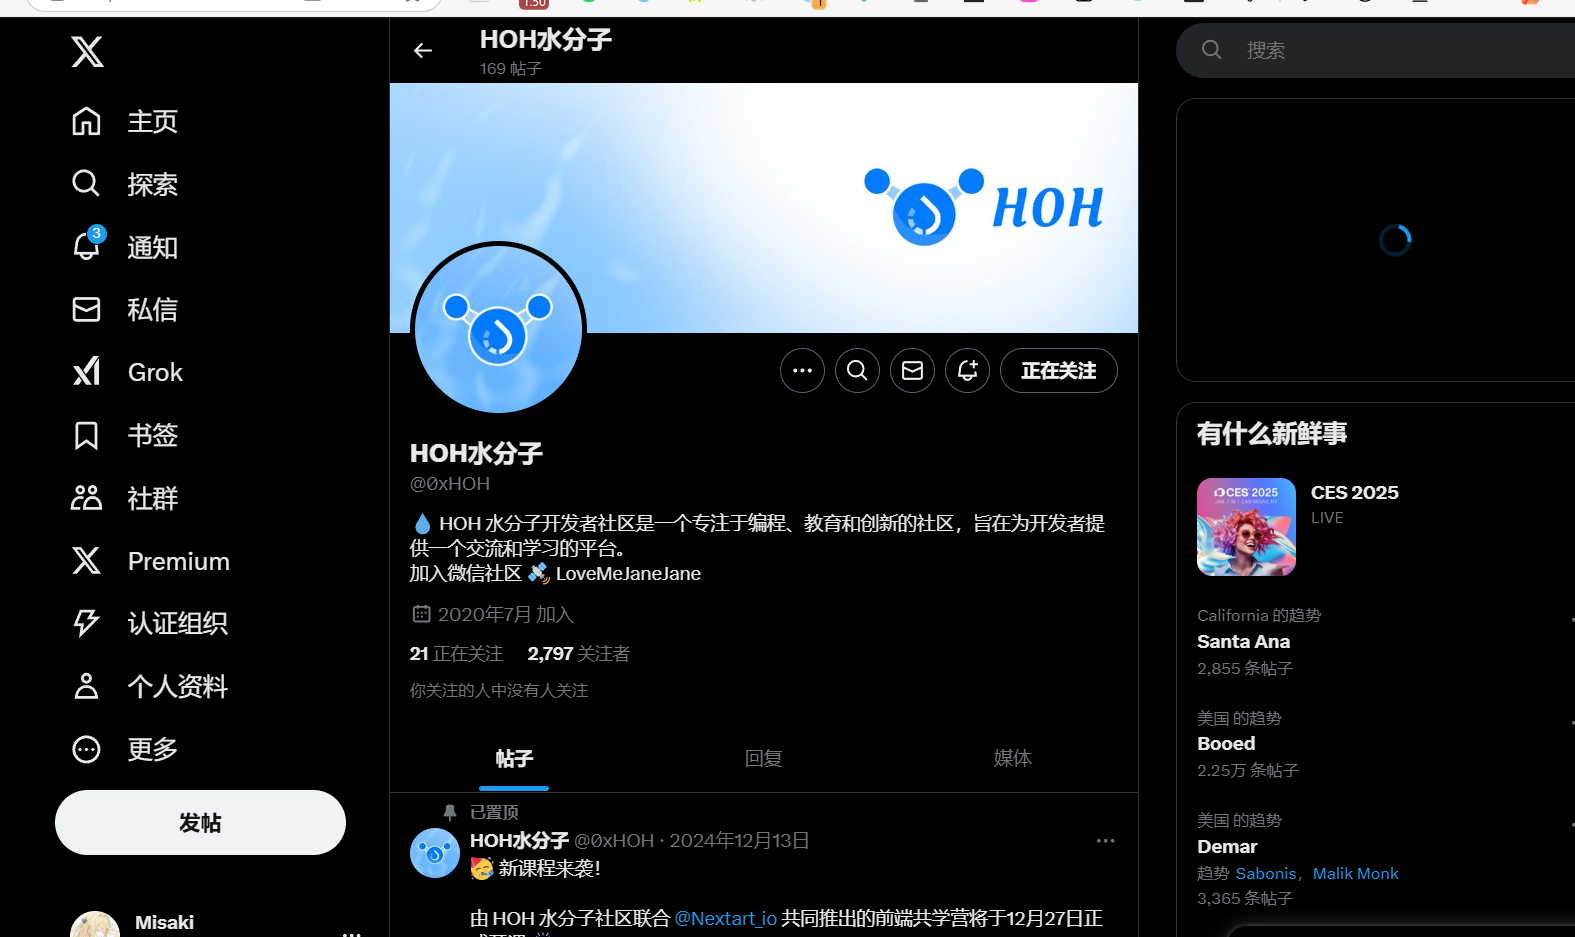 1:50
1
主页
探索
3
通知
私信
Grok
书签
社群
Premium
认证组织
个人资料
更多
发帖
Misaki
HOH水分子
169 帖子
HOH
正在关注
HOH水分子
@0xHOH
💧 HOH 水分子开发者社区是一个专注于编程、教育和创新的社区，旨在为开发者提
供一个交流和学习的平台。
加入微信社区 🛰️ LoveMeJaneJane
2020年7月 加入
21 正在关注 2,797 关注者
你关注的人中没有人关注
帖子 回复 媒体
已置顶
HOH水分子 @0xHOH · 2024年12月13日
🥳 新课程来袭！
由 HOH 水分子社区联合 @Nextart_io 共同推出的前端共学营将于12月27日正
搜索
有什么新鲜事
CES 2025
CES 2025
LIVE
California 的趋势
Santa Ana
2,855 条帖子
美国 的趋势
Booed
2.25万 条帖子
美国 的趋势
Demar
趋势 Sabonis，Malik Monk
3,365 条帖子